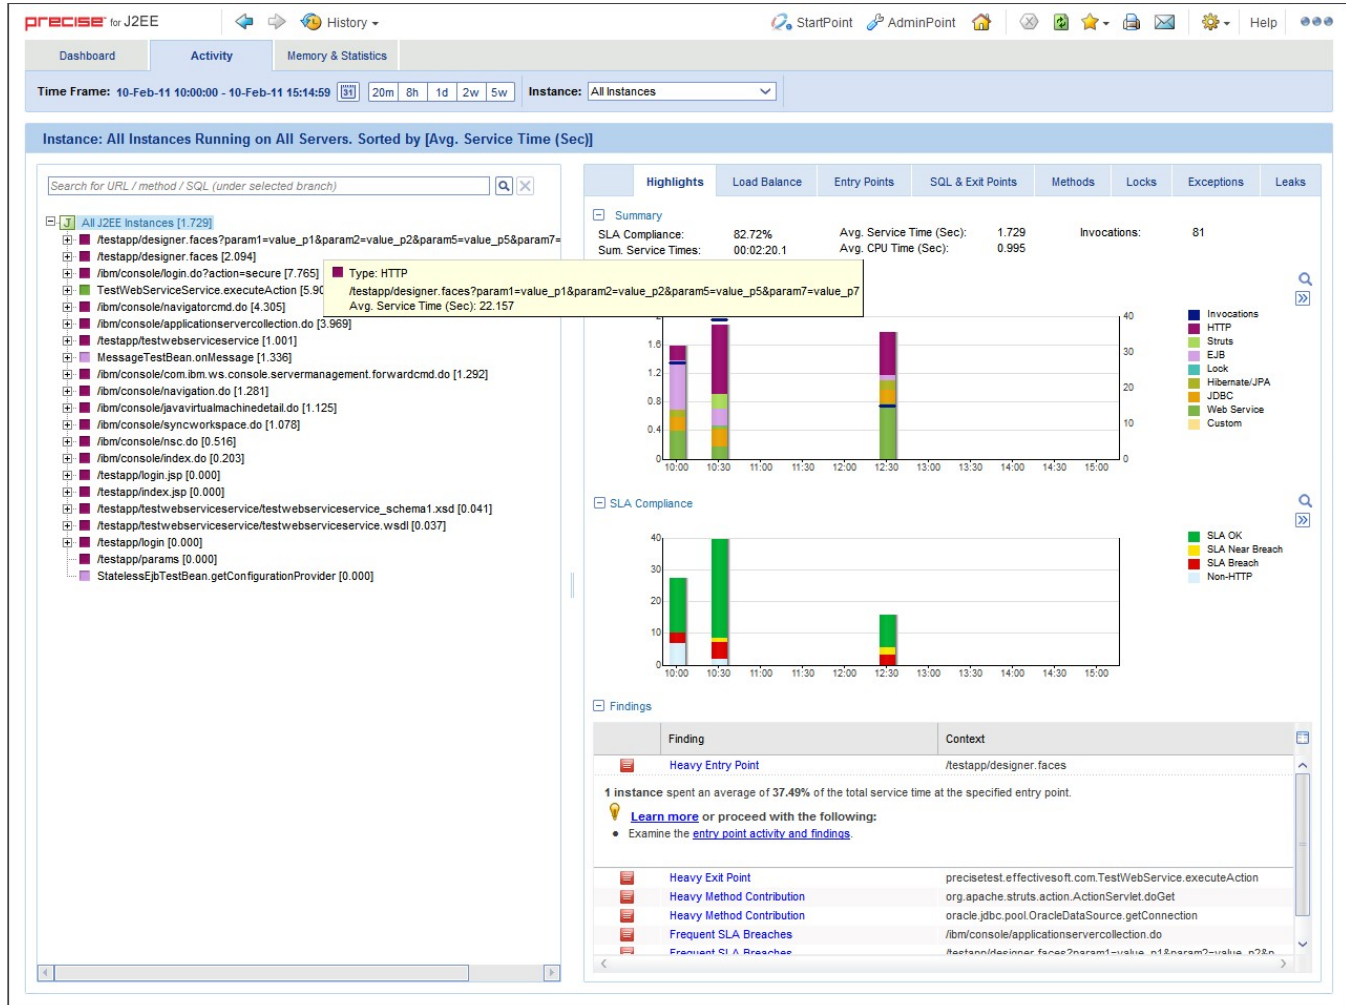 precise for J2EE
History
StartPoint
AdminPoint
Help
Dashboard
Activity
Memory & Statistics
Time Frame: 10-Feb-11 10:00:00 - 10-Feb-11 15:14:59
31
20m 8h 1d 2w 5w
Instance: All Instances
Instance: All Instances Running on All Servers. Sorted by [Avg. Service Time (Sec)]
Search for URL / method / SQL (under selected branch)
J All J2EE Instances [1.729]
/testapp/designer.faces?param1=value_p1&param2=value_p2&param5=value_p5&param7=
/testapp/designer.faces [2.094]
/ibm/console/login.do?action=secure [7.765]
TestWebServiceService.executeAction [5.90
/ibm/console/navigatorcmd.do [4.305]
/ibm/console/applicationservercollection.do [3.969]
/testapp/testwebserviceservice [1.001]
MessageTestBean.onMessage [1.336]
/ibm/console/com.ibm.ws.console.servermanagement.forwardcmd.do [1.292]
/ibm/console/navigation.do [1.281]
/ibm/console/javavirtualmachinedetail.do [1.125]
/ibm/console/syncworkspace.do [1.078]
/ibm/console/nsc.do [0.516]
/ibm/console/index.do [0.203]
/testapp/login.jsp [0.000]
/testapp/index.jsp [0.000]
/testapp/testwebserviceservice/testwebserviceservice_schema1.xsd [0.041]
/testapp/testwebserviceservice/testwebserviceservice.wsdl [0.037]
/testapp/login [0.000]
/testapp/params [0.000]
StatelessEjbTestBean.getConfigurationProvider [0.000]
Type: HTTP
/testapp/designer.faces?param1=value_p1&param2=value_p2&param5=value_p5&param7=value_p7
Avg. Service Time (Sec): 22.157
Highlights
Load Balance
Entry Points
SQL & Exit Points
Methods
Locks
Exceptions
Leaks
Summary
SLA Compliance: 82.72% Avg. Service Time (Sec): 1.729 Invocations: 81
Sum. Service Times: 00:02:20.1 Avg. CPU Time (Sec): 0.995
2
1.6
1.2
0.8
0.4
0
40
30
20
10
0
10:00 10:30 11:00 11:30 12:00 12:30 13:00 13:30 14:00 14:30 15:00
Invocations
HTTP
Struts
EJB
Lock
Hibernate/JPA
JDBC
Web Service
Custom
SLA Compliance
40
30
20
10
0
10:00 10:30 11:00 11:30 12:00 12:30 13:00 13:30 14:00 14:30 15:00
SLA OK
SLA Near Breach
SLA Breach
Non-HTTP
Findings
Finding Context
Heavy Entry Point /testapp/designer.faces
1 instance spent an average of 37.49% of the total service time at the specified entry point.
Learn more or proceed with the following:
• Examine the entry point activity and findings.
Heavy Exit Point precisetest.effectivesoft.com.TestWebService.executeAction
Heavy Method Contribution org.apache.struts.action.ActionServlet.doGet
Heavy Method Contribution oracle.jdbc.pool.OracleDataSource.getConnection
Frequent SLA Breaches /ibm/console/applicationservercollection.do
Frequent SLA Breaches /testapp/designer.faces?param1=value_p1&param2=value_p2&p